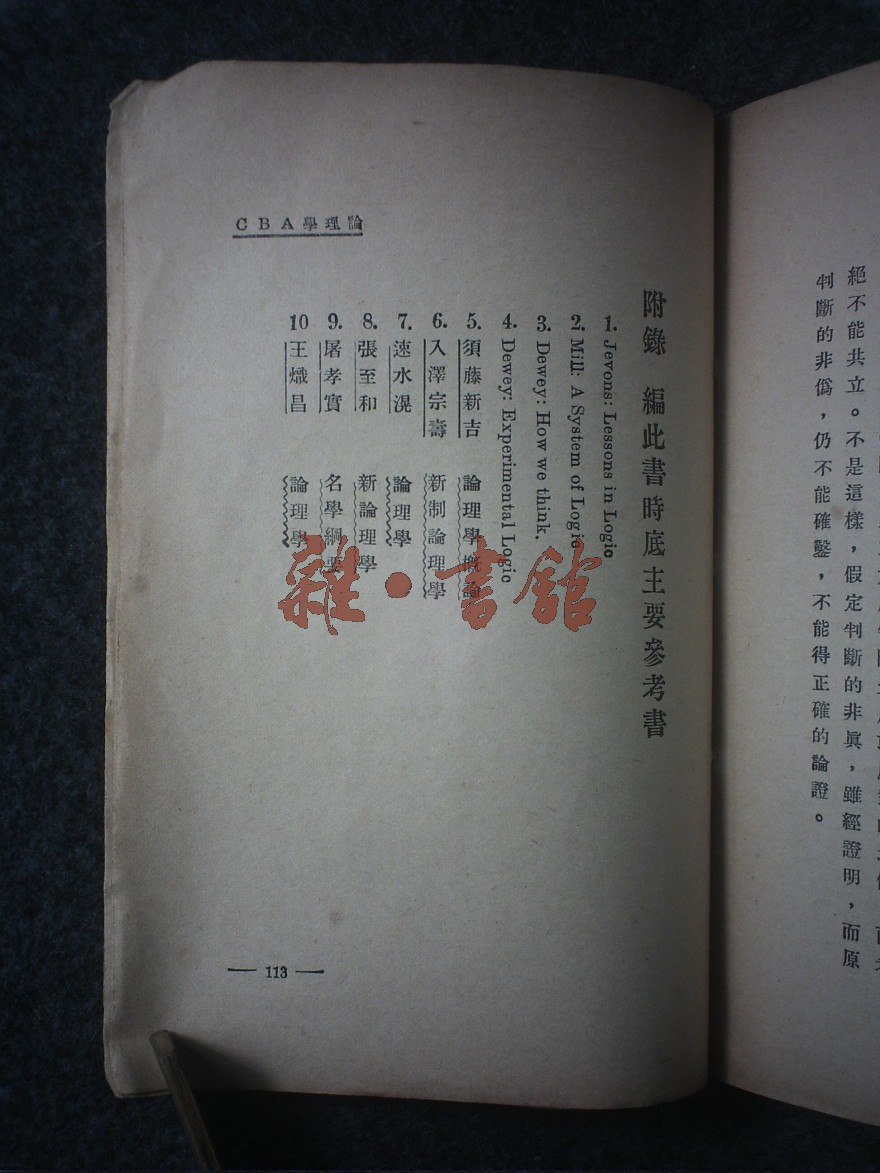 絕不能共立。不是這樣，假定判斷的非眞，雖經證明，而原
判斷的非僞，仍不能確鑿，不能得正確的論證。
論理學ABC
附錄 編此書時底主要參考書
1. Jevons: Lessons in Logic
2. Mill: A System of Logic
3. Dewey: How we think.
4. Dewey: Experimental Logic
5. 須藤新吉 論理學概論
6. 入澤宗壽 新制論理學
7. 速水滉 論理學
8. 張至和 新論理學
9. 屠孝實 名學綱要
10 王熾昌 論理學
— 113 —
雜·書舘